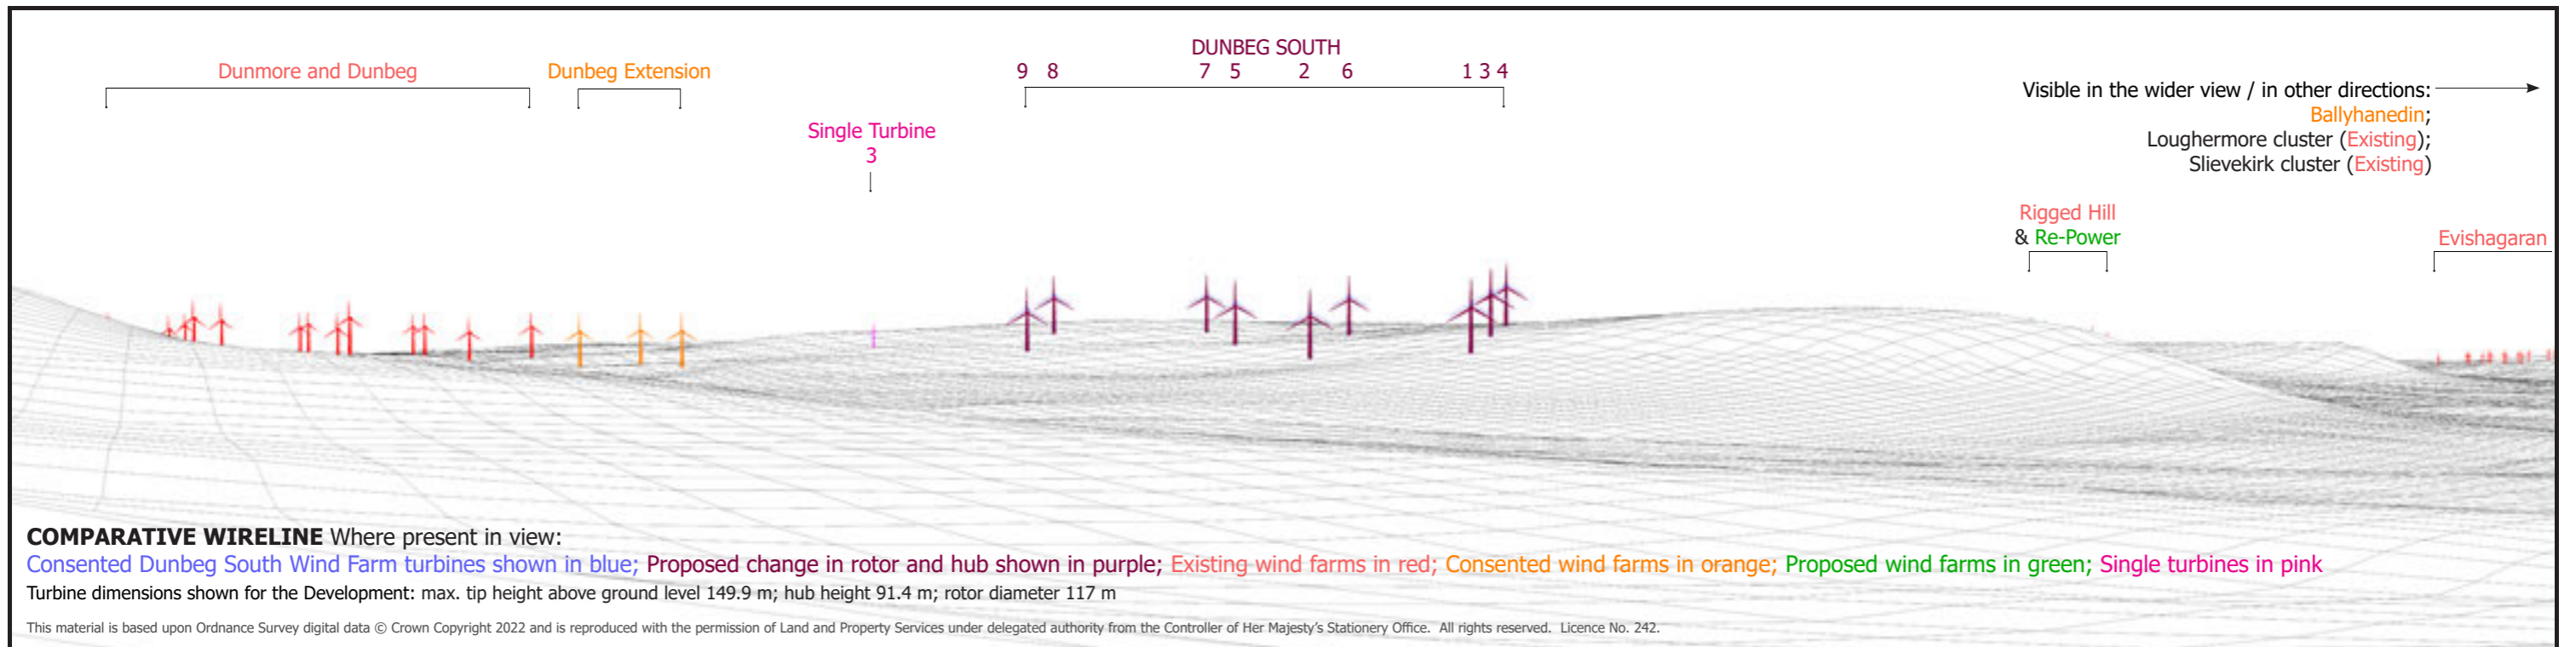 DUNBEG SOUTH
Dunmore and Dunbeg
Dunbeg Extension
9 8 7 5 2 6 1 3 4
Single Turbine
3
Visible in the wider view / in other directions:
Ballyhanedin;
Loughermore cluster (Existing);
Slievekirk cluster (Existing)
Rigged Hill
& Re-Power
Evishagaran
COMPARATIVE WIRELINE Where present in view:
Consented Dunbeg South Wind Farm turbines shown in blue; Proposed change in rotor and hub shown in purple; Existing wind farms in red; Consented wind farms in orange; Proposed wind farms in green; Single turbines in pink
Turbine dimensions shown for the Development: max. tip height above ground level 149.9 m; hub height 91.4 m; rotor diameter 117 m
This material is based upon Ordnance Survey digital data © Crown Copyright 2022 and is reproduced with the permission of Land and Property Services under delegated authority from the Controller of Her Majesty's Stationery Office. All rights reserved. Licence No. 242.